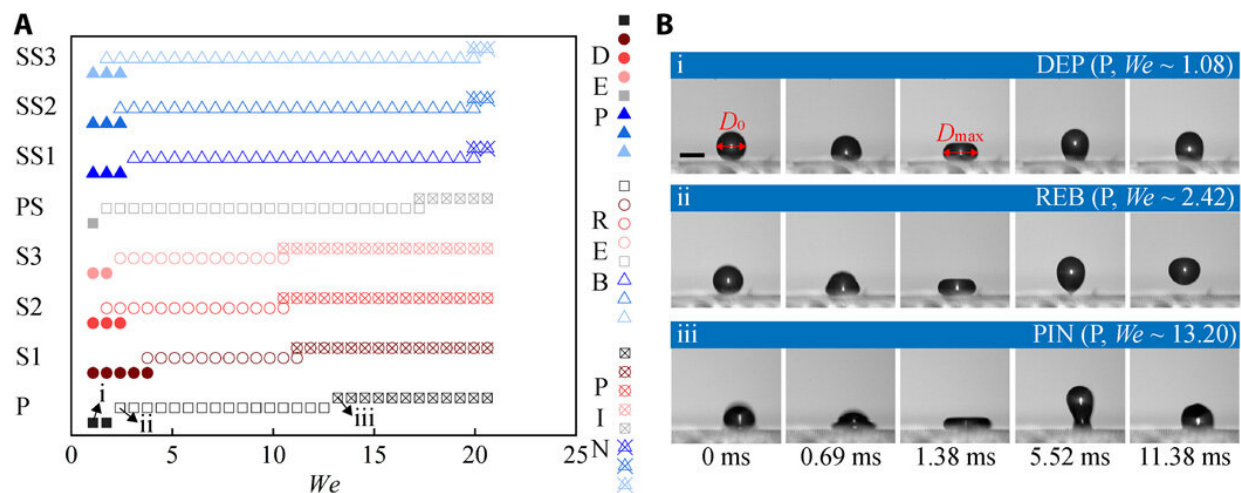 A
SS3
SS2
SS1
PS
S3
S2
S1
P
i
ii
iii
0 5 10 15 20 25
We
D
E
P
R
E
B
P
I
N
B
i DEP (P, We ~ 1.08)
D0
Dmax
ii REB (P, We ~ 2.42)
iii PIN (P, We ~ 13.20)
0 ms 0.69 ms 1.38 ms 5.52 ms 11.38 ms